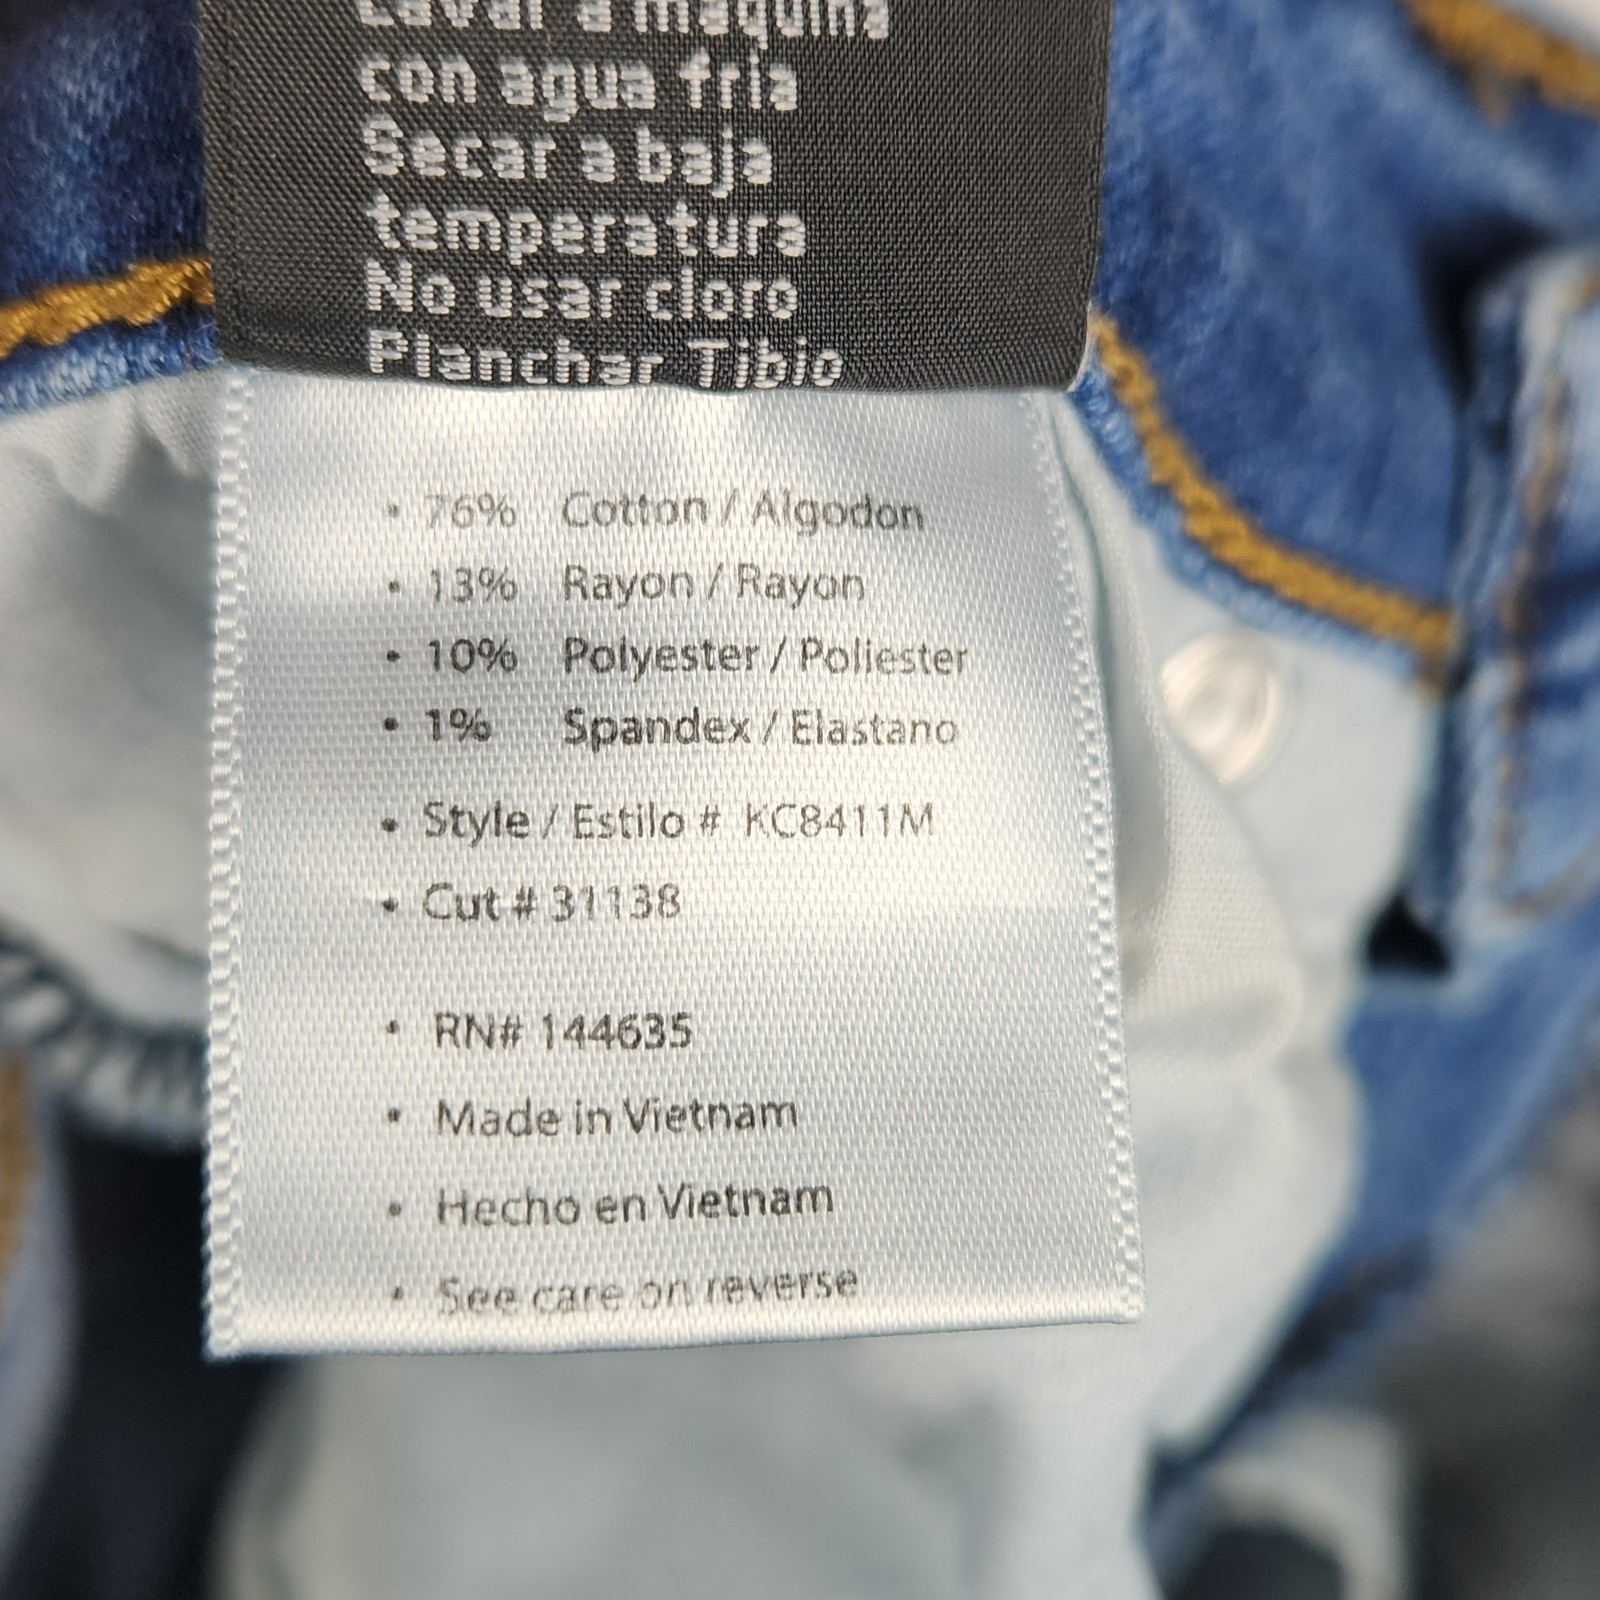 Lavar a maquina
con agua fria
Secar a baja
temperatura
No usar cloro
Planchar Tibio
• 76% Cotton / Algodon
• 13% Rayon / Rayon
• 10% Polyester / Poliester
• 1% Spandex / Elastano
• Style / Estilo # KC8411M
• Cut # 31138
• RN# 144635
• Made in Vietnam
• Hecho en Vietnam
• See care on reverse